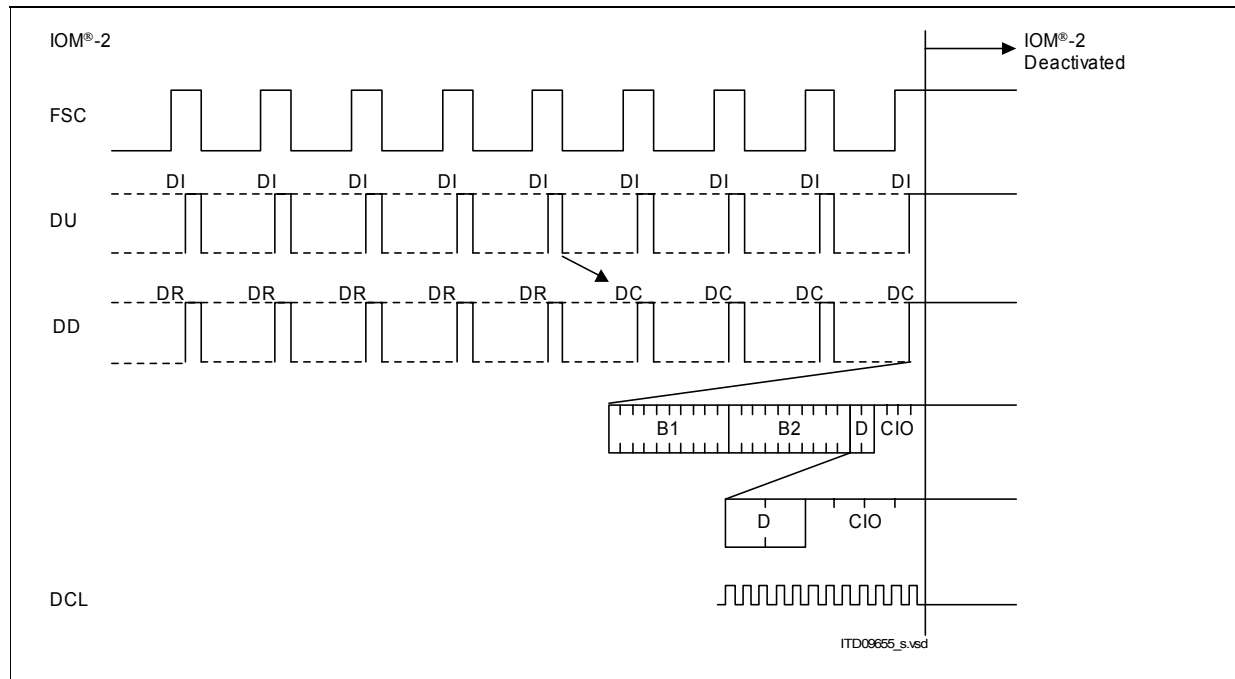 IOM®-2
IOM®-2
Deactivated
FSC
DI DI DI DI DI DI DI DI DI
DU
DR DR DR DR DR DC DC DC DC
DD
B1 B2 D CIO
D CIO
DCL
ITD09655_s.vsd